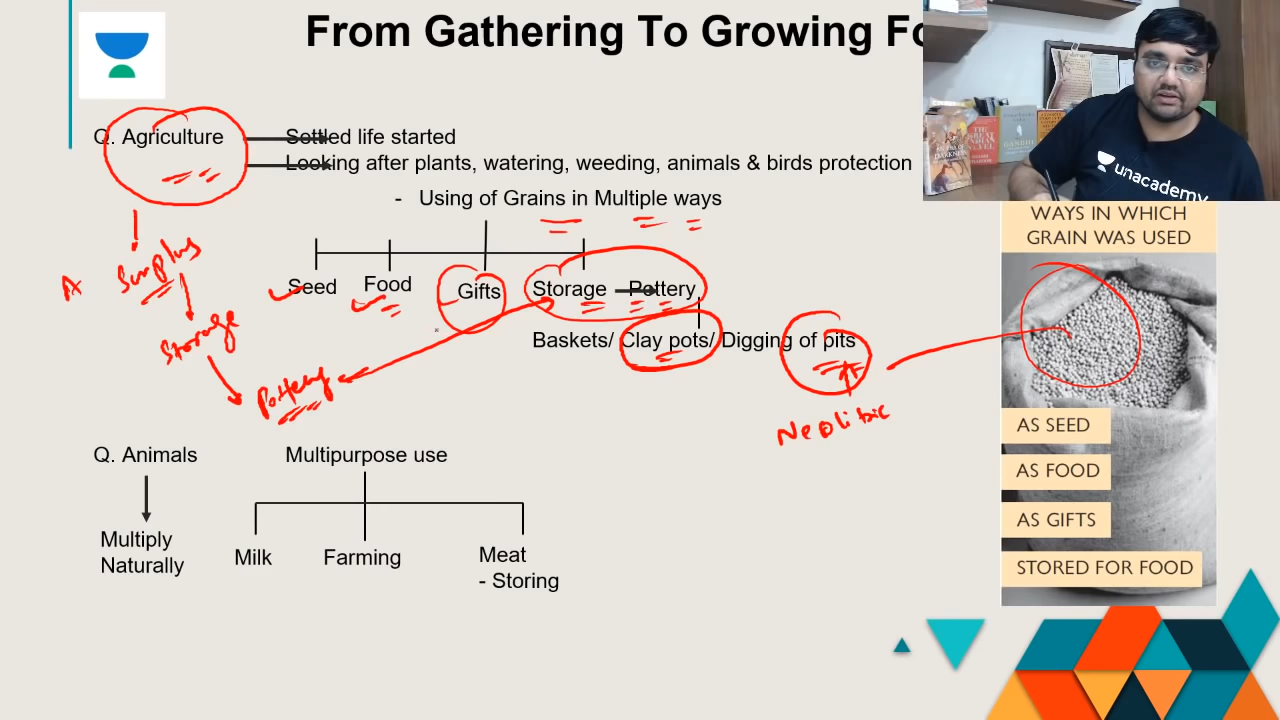 From Gathering To Growing Fo
Q. Agriculture
Settled life started
Looking after plants, watering, weeding, animals & birds protection
- Using of Grains in Multiple ways
Seed Food Gifts Storage Pottery
Baskets/ Clay pots/ Digging of pits
A Surplus
Storage
Pottery
Neolithic
Q. Animals
Multipurpose use
Multiply
Naturally
Milk Farming Meat
- Storing
unacademy
WAYS IN WHICH
GRAIN WAS USED
AS SEED
AS FOOD
AS GIFTS
STORED FOR FOOD